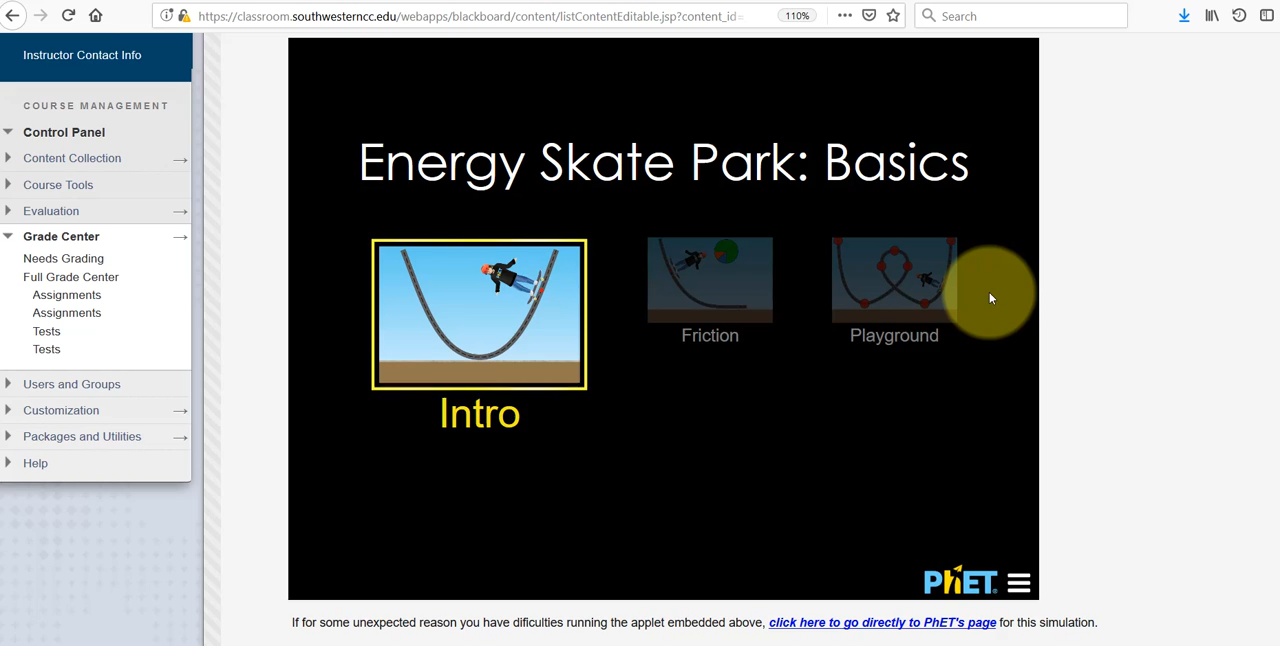 https://classroom.southwesterncc.edu/webapps/blackboard/content/listContentEditable.jsp?content_id=
110%
Search
Instructor Contact Info
COURSE MANAGEMENT
Control Panel
Content Collection
Course Tools
Evaluation
Grade Center
Needs Grading
Full Grade Center
Assignments
Assignments
Tests
Tests
Users and Groups
Customization
Packages and Utilities
Help
Energy Skate Park: Basics
Intro
Friction
Playground
PhET
If for some unexpected reason you have dificulties running the applet embedded above, click here to go directly to PhET's page for this simulation.